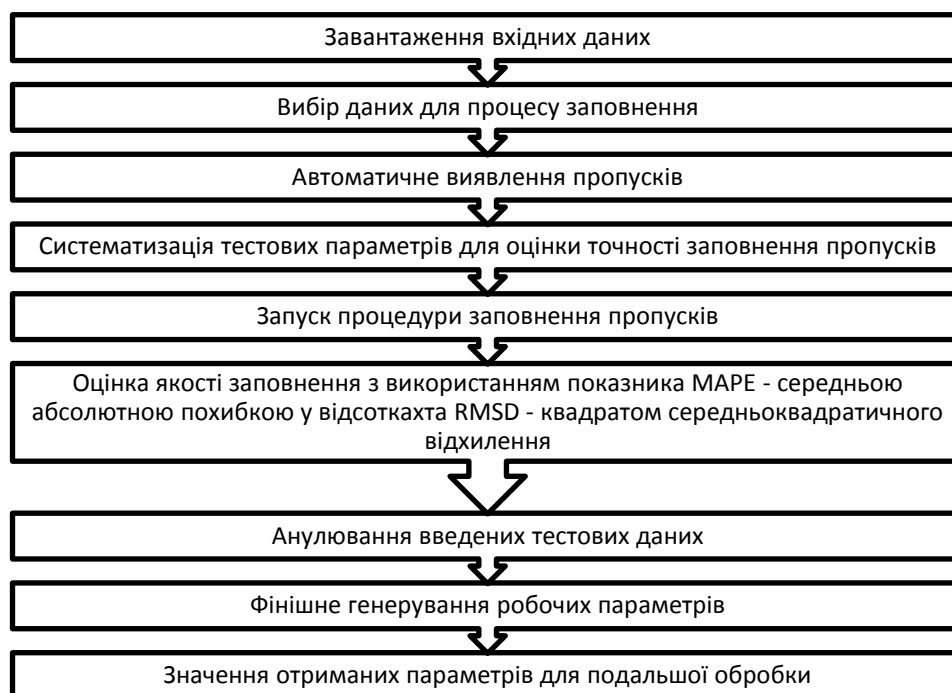 Завантаження вхідних даних
Вибір даних для процесу заповнення
Автоматичне виявлення пропусків
Систематизація тестових параметрів для оцінки точності заповнення пропусків
Запуск процедури заповнення пропусків
Оцінка якості заповнення з використанням показника MAPE - середньою
абсолютною похибкою у відсоткахта RMSD - квадратом середньоквадратичного
відхилення
Анулювання введених тестових даних
Фінішне генерування робочих параметрів
Значення отриманих параметрів для подальшої обробки